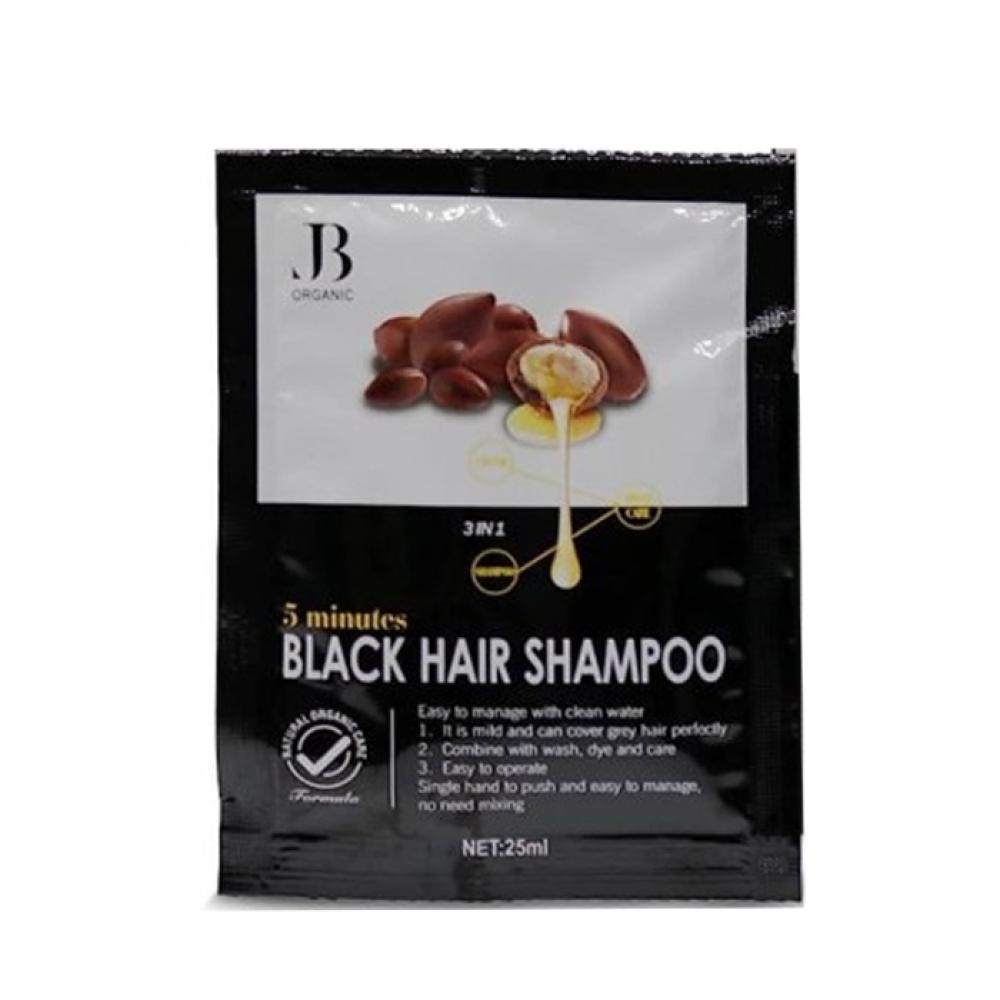 JB
ORGANIC
CARE
3 IN 1
SHAMPOO
5 minutes
BLACK HAIR SHAMPOO
NATURAL ORGANIC CARE
Formula
Easy to manage with clean water
1. It is mild and can cover grey hair perfectly
2. Combine with wash, dye and care
3. Easy to operate
Single hand to push and easy to manage,
no need mixing
NET:25ml